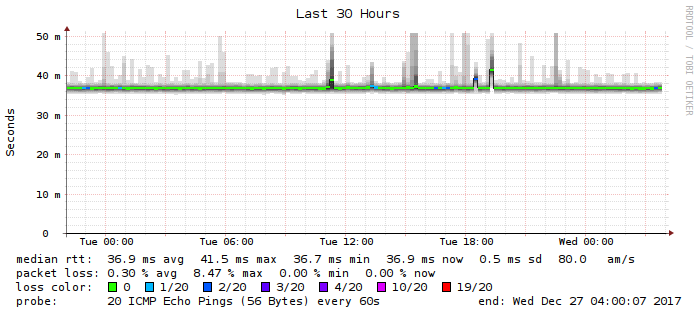 Last 30 Hours
RRDTOOL / TOBI OETIKER
Seconds
50 m
40 m
30 m
20 m
10 m
0
Tue 00:00 Tue 06:00 Tue 12:00 Tue 18:00 Wed 00:00
median rtt: 36.9 ms avg 41.5 ms max 36.7 ms min 36.9 ms now 0.5 ms sd 80.0 am/s
packet loss: 0.30 % avg 8.47 % max 0.00 % min 0.00 % now
loss color: 0 1/20 2/20 3/20 4/20 10/20 19/20
probe: 20 ICMP Echo Pings (56 Bytes) every 60s end: Wed Dec 27 04:00:07 2017